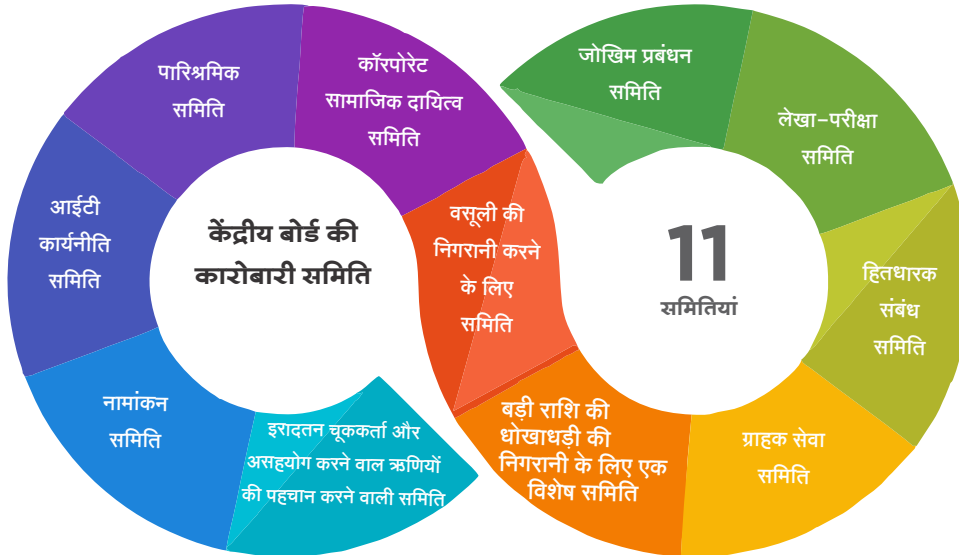 पारिश्रमिक
समिति
कॉरपोरेट
सामाजिक दायित्व
समिति
जोखिम प्रबंधन
समिति
लेखा-परीक्षा
समिति
आईटी
कार्यनीति
समिति
केंद्रीय बोर्ड की
कारोबारी समिति
वसूली की
निगरानी करने
के लिए
समिति
11
समितियां
हितधारक
संबंध
समिति
नामांकन
समिति
इरादतन चूककर्ता और
असहयोग करने वाल ऋणियों
की पहचान करने वाली समिति
बड़ी राशि की
धोखाधड़ी की
निगरानी के लिए एक
विशेष समिति
ग्राहक सेवा
समिति